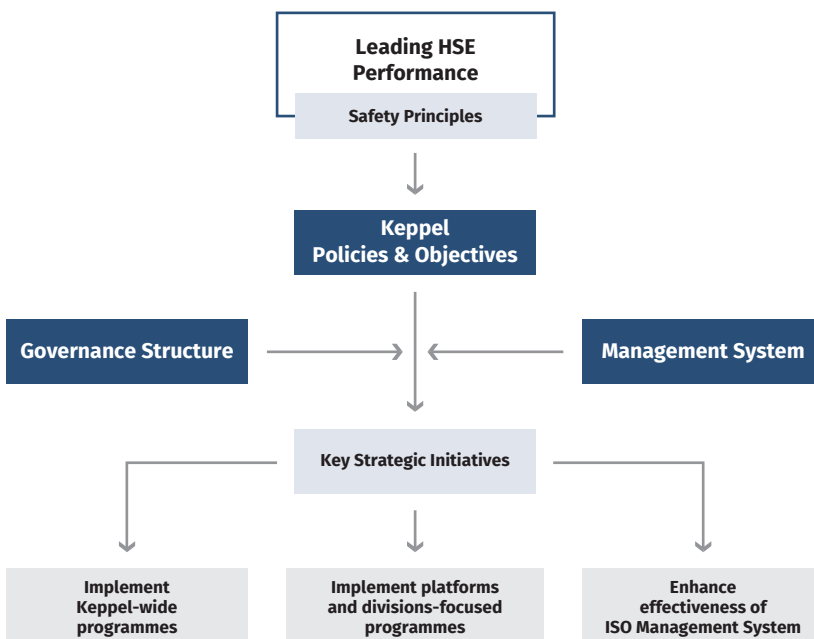 Leading HSE
Performance
Safety Principles
Keppel
Policies & Objectives
Governance Structure
Management System
Key Strategic Initiatives
Implement
Keppel-wide
programmes
Implement platforms
and divisions-focused
programmes
Enhance
effectiveness of
ISO Management System